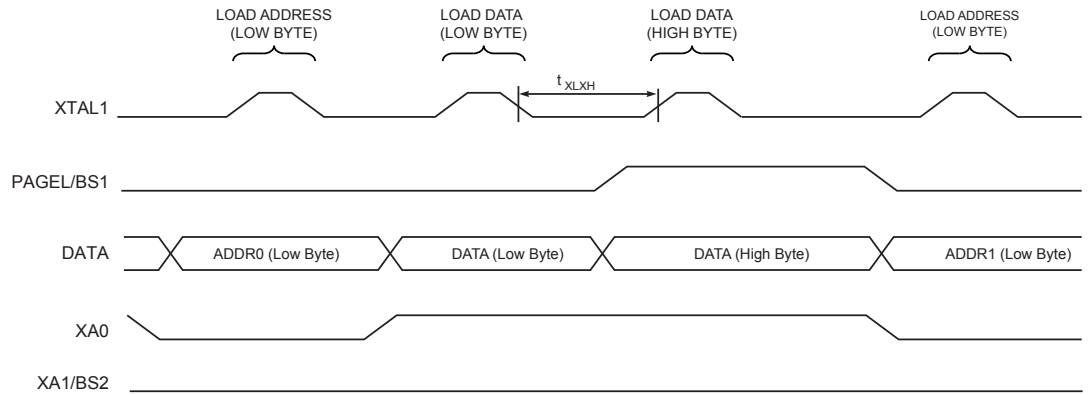 LOAD ADDRESS
(LOW BYTE)
LOAD DATA
(LOW BYTE)
LOAD DATA
(HIGH BYTE)
LOAD ADDRESS
(LOW BYTE)
t XLXH
XTAL1
PAGEL/BS1
DATA
ADDR0 (Low Byte)
DATA (Low Byte)
DATA (High Byte)
ADDR1 (Low Byte)
XA0
XA1/BS2